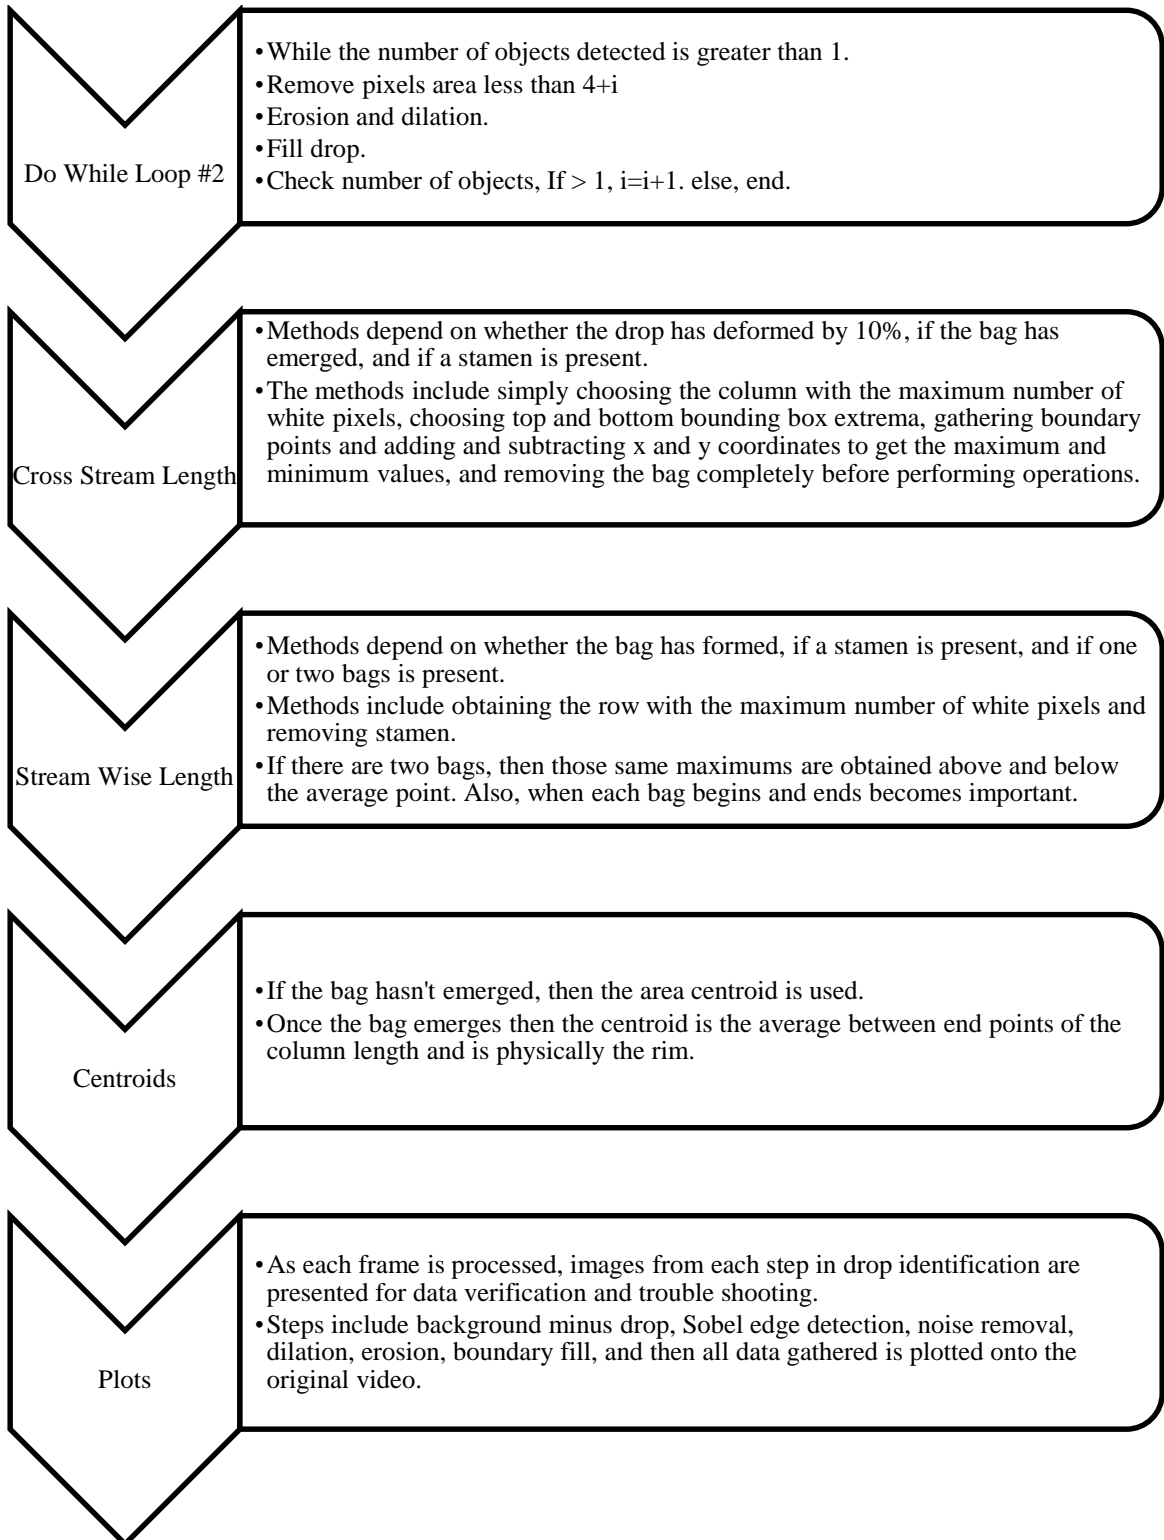 Do While Loop #2
•While the number of objects detected is greater than 1.
•Remove pixels area less than 4+i
•Erosion and dilation.
•Fill drop.
•Check number of objects, If > 1, i=i+1. else, end.
Cross Stream Length
•Methods depend on whether the drop has deformed by 10%, if the bag has
emerged, and if a stamen is present.
•The methods include simply choosing the column with the maximum number of
white pixels, choosing top and bottom bounding box extrema, gathering boundary
points and adding and subtracting x and y coordinates to get the maximum and
minimum values, and removing the bag completely before performing operations.
Stream Wise Length
•Methods depend on whether the bag has formed, if a stamen is present, and if one
or two bags is present.
•Methods include obtaining the row with the maximum number of white pixels and
removing stamen.
•If there are two bags, then those same maximums are obtained above and below
the average point. Also, when each bag begins and ends becomes important.
Centroids
•If the bag hasn't emerged, then the area centroid is used.
•Once the bag emerges then the centroid is the average between end points of the
column length and is physically the rim.
Plots
•As each frame is processed, images from each step in drop identification are
presented for data verification and trouble shooting.
•Steps include background minus drop, Sobel edge detection, noise removal,
dilation, erosion, boundary fill, and then all data gathered is plotted onto the
original video.